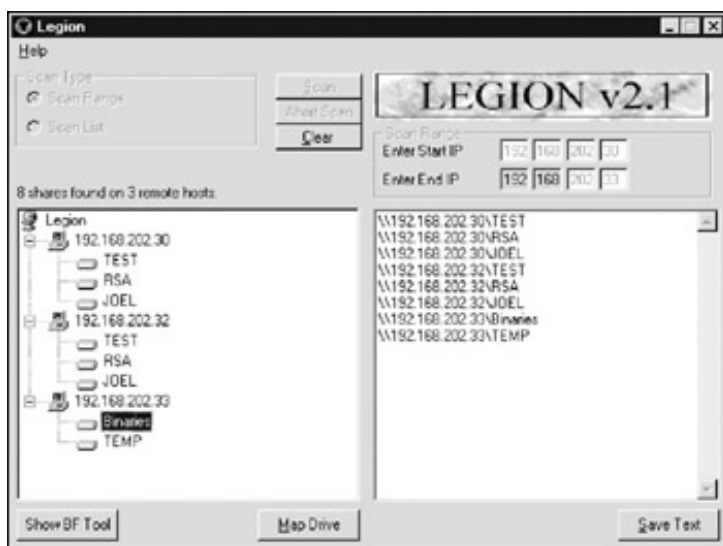 Legion
Help
Scan Type
Scan Range
Scan List
Scan
Abort Scan
Clear
LEGION v2.1
Scan Range
Enter Start IP 192 168 202 30
Enter End IP 192 168 202 33
8 shares found on 3 remote hosts.
Legion
192.168.202.30
TEST
RSA
JOEL
192.168.202.32
TEST
RSA
JOEL
192.168.202.33
Binaries
TEMP
\\192.168.202.30\TEST
\\192.168.202.30\RSA
\\192.168.202.30\JOEL
\\192.168.202.32\TEST
\\192.168.202.32\RSA
\\192.168.202.32\JOEL
\\192.168.202.33\Binaries
\\192.168.202.33\TEMP
Show BF Tool
Map Drive
Save Text